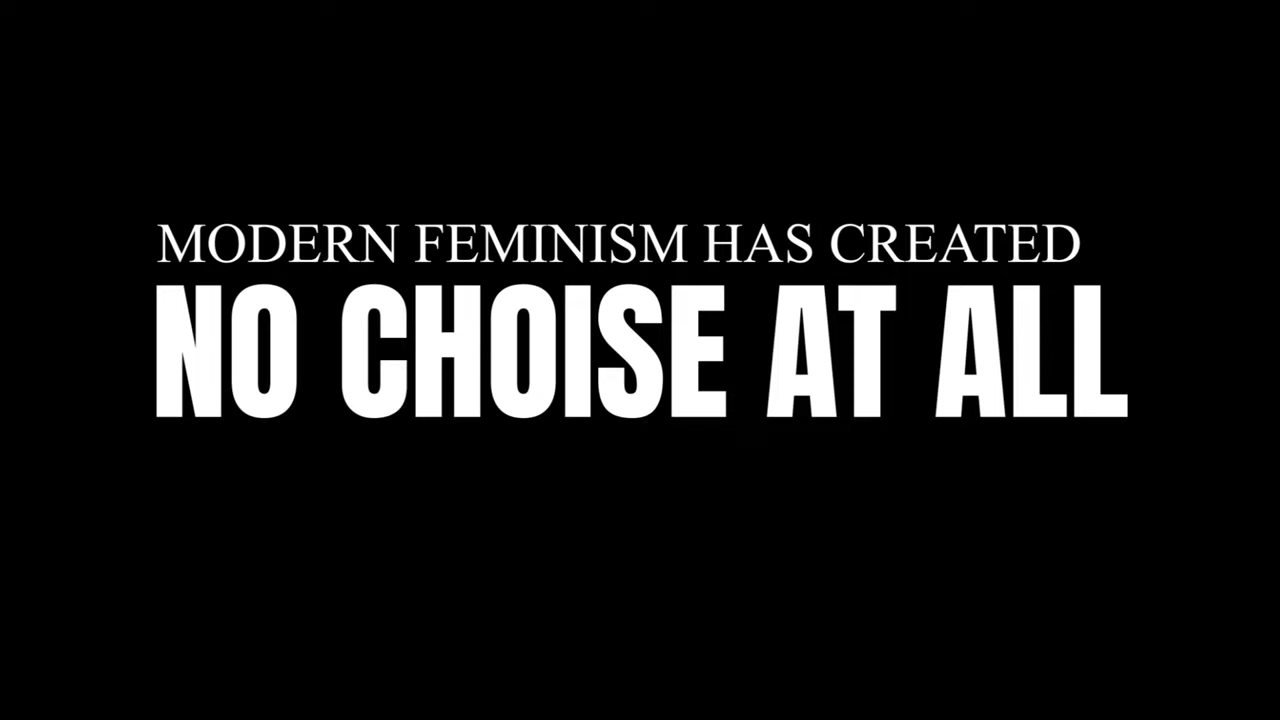 MODERN FEMINISM HAS CREATED
NO CHOISE AT ALL